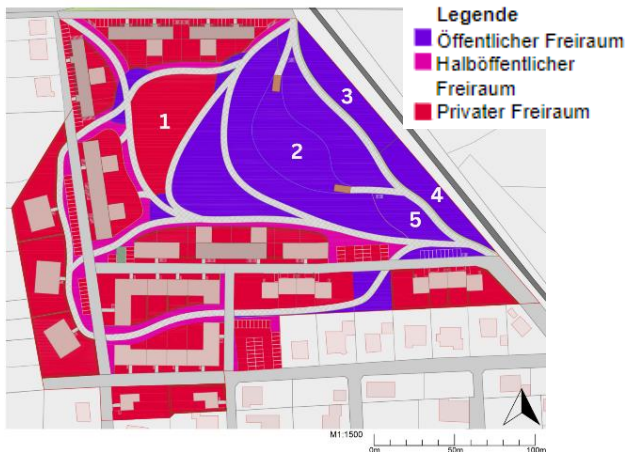 Legende
Öffentlicher Freiraum
Halböffentlicher
Freiraum
Privater Freiraum
1
2
3
4
5
M1:1500
0m 50m 100m